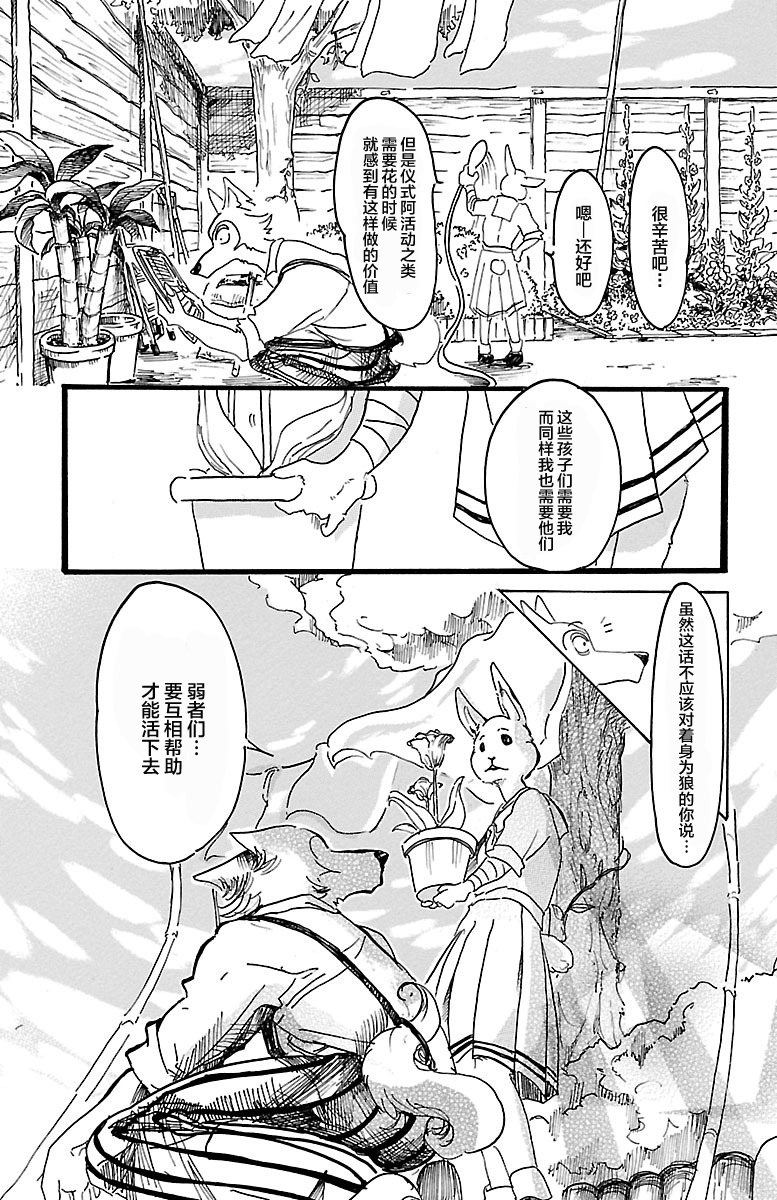 很辛苦吧…
嗯—还好吧
但是仪式阿活动之类
需要花的时候
就感到有这样
做的价值
这些孩子们需要我
而同样我也需要他们
虽然这话不应该对着身为狼的你说…
弱者们…
要互相帮助
才能活下去